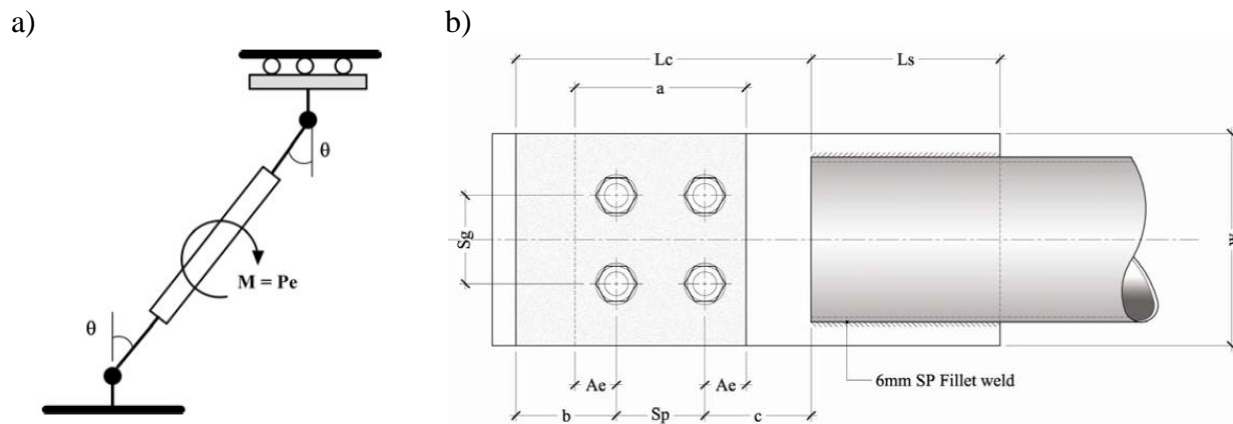 a)
θ
M = Pe
θ
b)
Lc
Ls
a
Sg
w
Ae
Ae
6mm SP Fillet weld
b
Sp
c